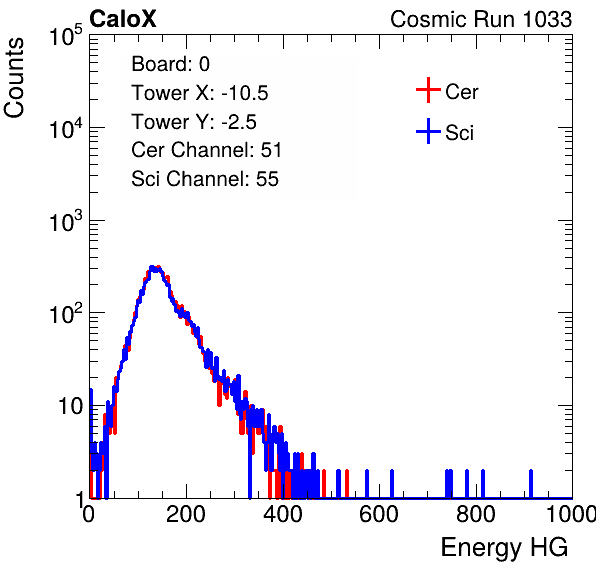 CaloX Cosmic Run 1033
Counts
Board: 0
Tower X: -10.5
Tower Y: -2.5
Cer Channel: 51
Sci Channel: 55
Cer
Sci
10^5
10^4
10^3
10^2
10
1
0 200 400 600 800 1000
Energy HG